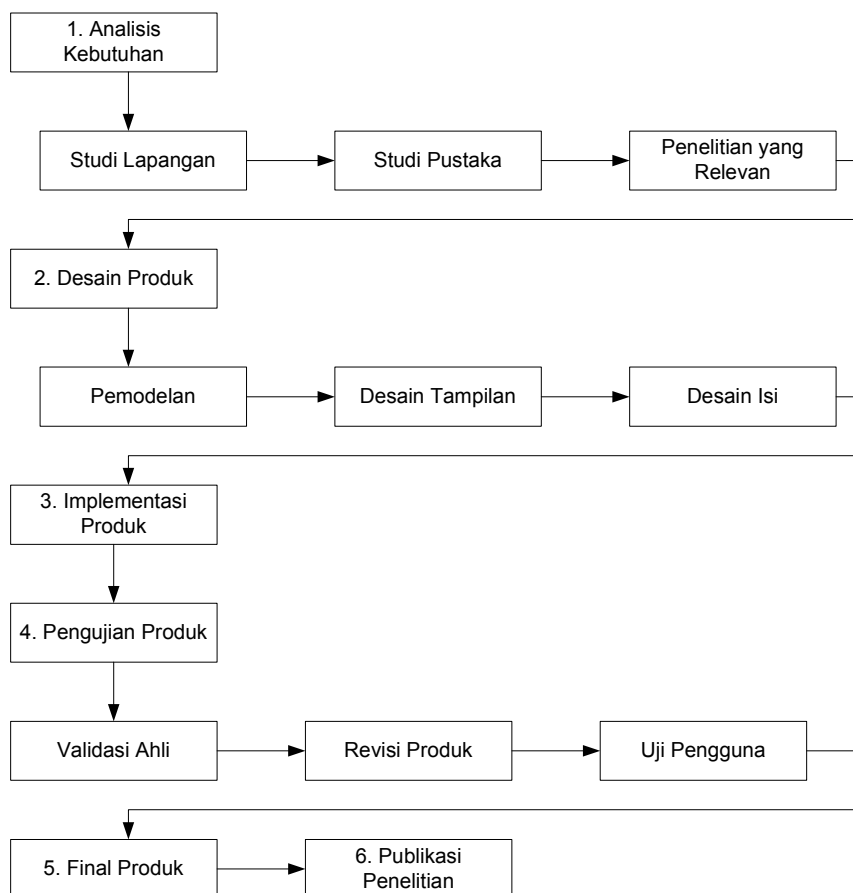 1. Analisis
Kebutuhan
Studi Lapangan
Studi Pustaka
Penelitian yang
Relevan
2. Desain Produk
Pemodelan
Desain Tampilan
Desain Isi
3. Implementasi
Produk
4. Pengujian Produk
Validasi Ahli
Revisi Produk
Uji Pengguna
5. Final Produk
6. Publikasi
Penelitian